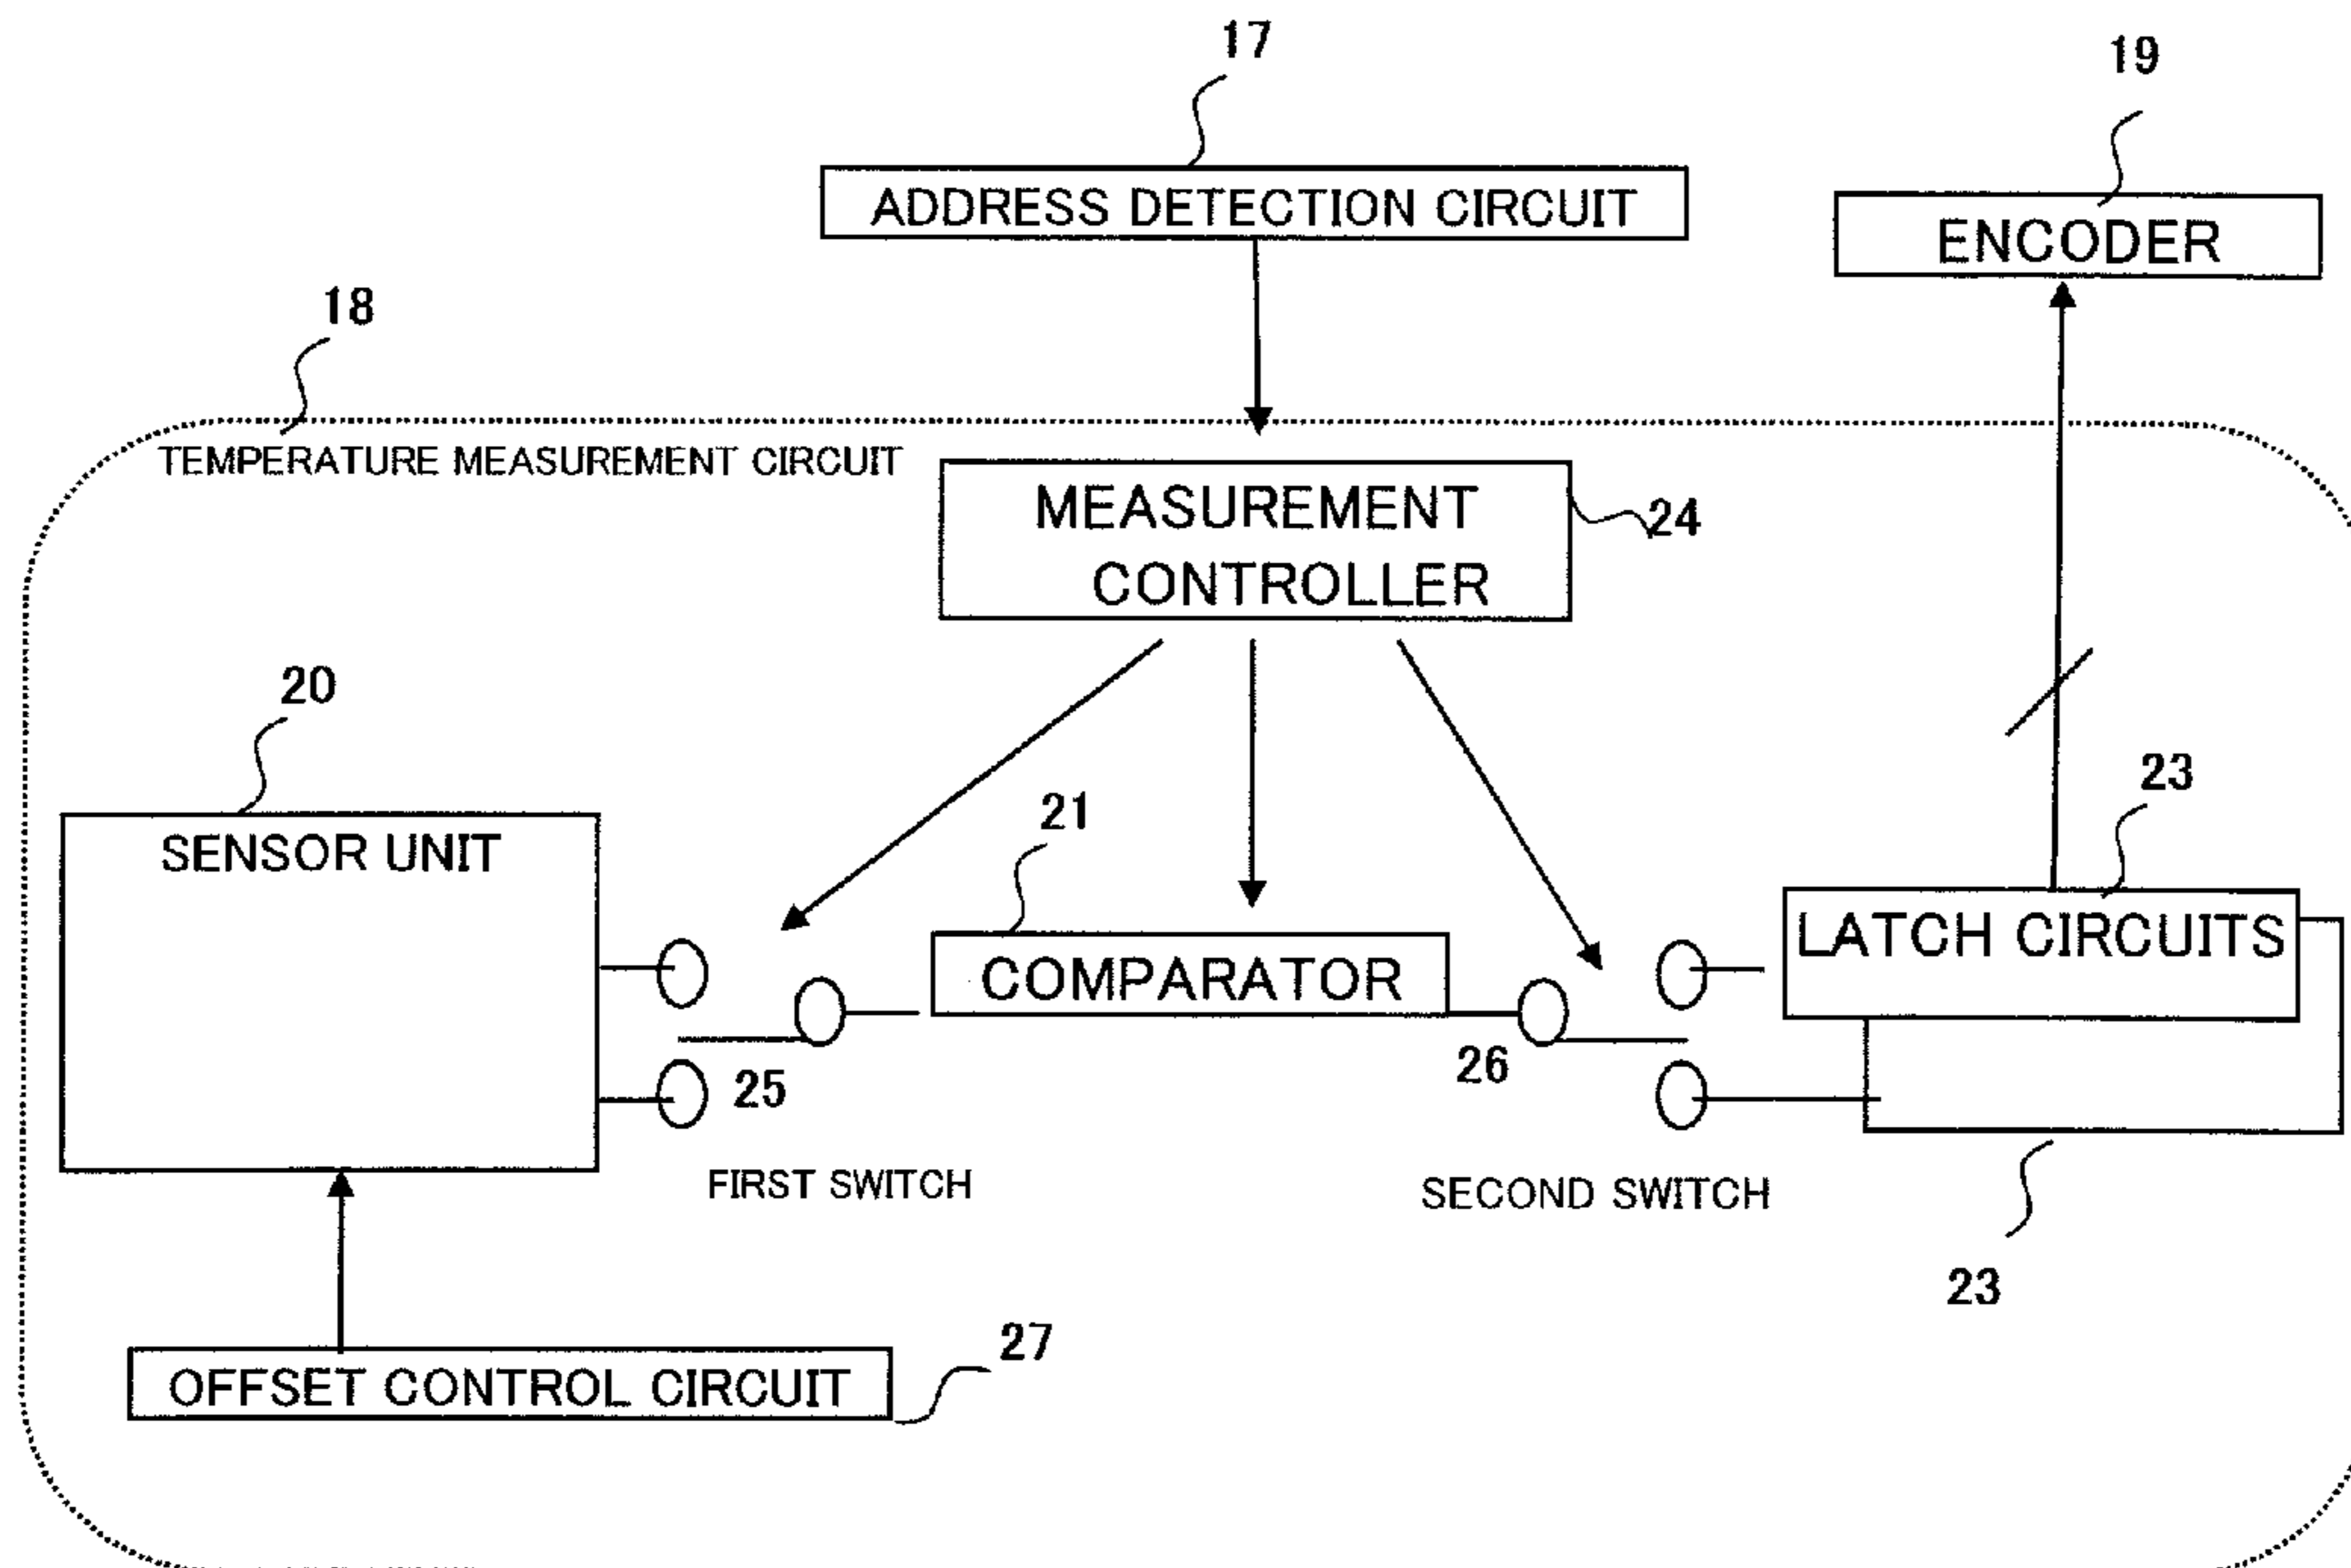 17
19
ADDRESS DETECTION CIRCUIT
ENCODER
18
TEMPERATURE MEASUREMENT CIRCUIT
MEASUREMENT
CONTROLLER
24
20
SENSOR UNIT
21
COMPARATOR
23
LATCH CIRCUITS
25
26
FIRST SWITCH
SECOND SWITCH
23
27
OFFSET CONTROL CIRCUIT